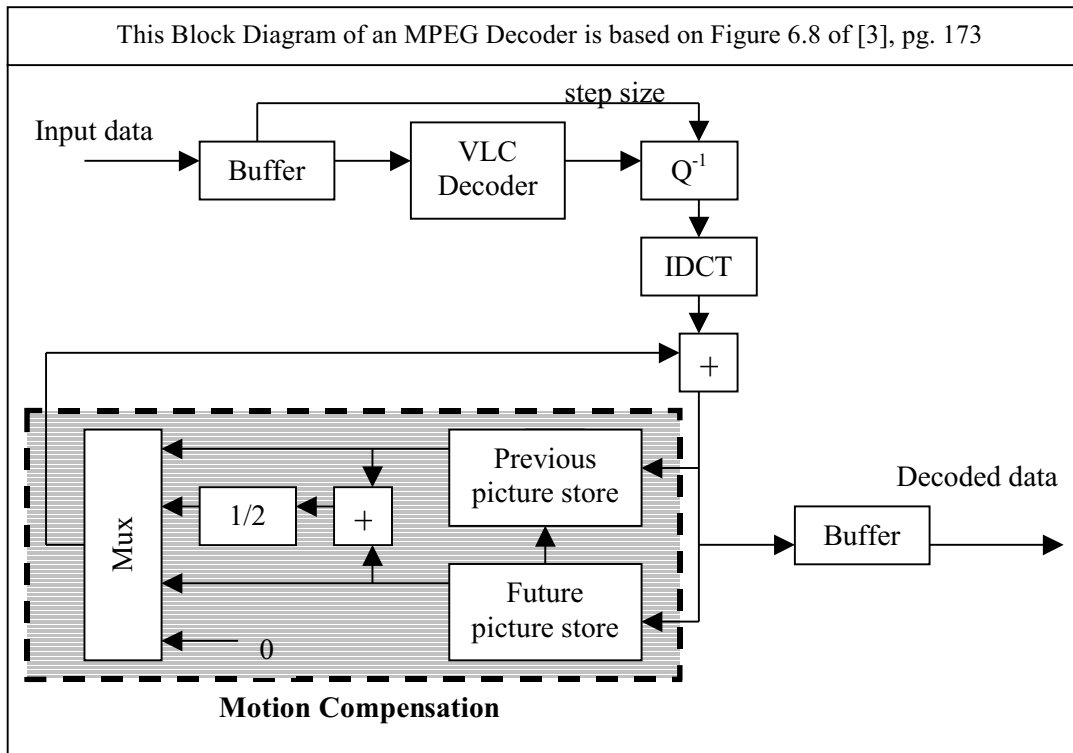 This Block Diagram of an MPEG Decoder is based on Figure 6.8 of [3], pg. 173
step size
Input data
Buffer
VLC
Decoder
Q-1
IDCT
+
Previous
picture store
Decoded data
1/2
+
Mux
Buffer
Future
picture store
0
Motion Compensation